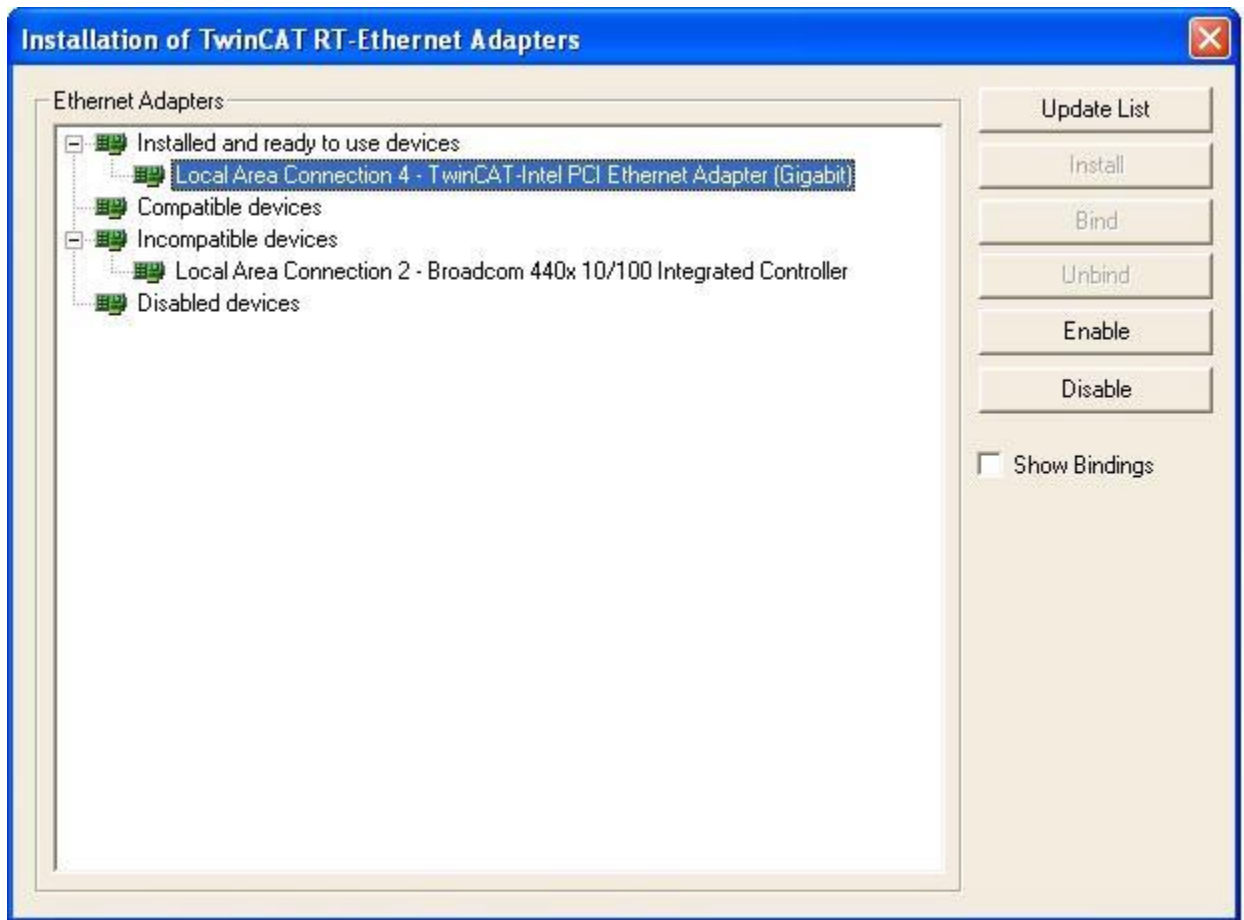 Installation of TwinCAT RT-Ethernet Adapters
Ethernet Adapters
Installed and ready to use devices
Local Area Connection 4 - TwinCAT-Intel PCI Ethernet Adapter (Gigabit)
Compatible devices
Incompatible devices
Local Area Connection 2 - Broadcom 440x 10/100 Integrated Controller
Disabled devices
Update List
Install
Bind
Unbind
Enable
Disable
Show Bindings